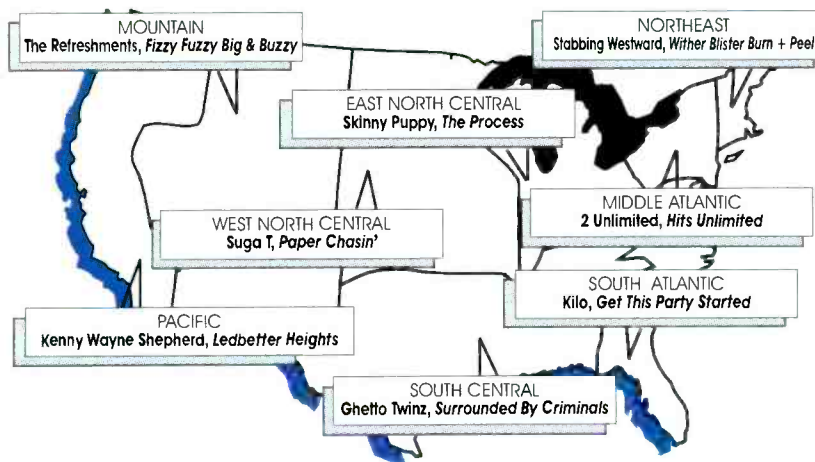 MOUNTAIN
The Refreshments, Fizzy Fuzzy Big & Buzzy
NORTHEAST
Stabbing Westward, Wither Blister Burn + Peel
EAST NORTH CENTRAL
Skinny Puppy, The Process
MIDDLE ATLANTIC
2 Unlimited, Hits Unlimited
WEST NORTH CENTRAL
Suga T, Paper Chasin'
SOUTH ATLANTIC
Kilo, Get This Party Started
PACIFIC
Kenny Wayne Shepherd, Ledbetter Heights
SOUTH CENTRAL
Ghetto Twinz, Surrounded By Criminals